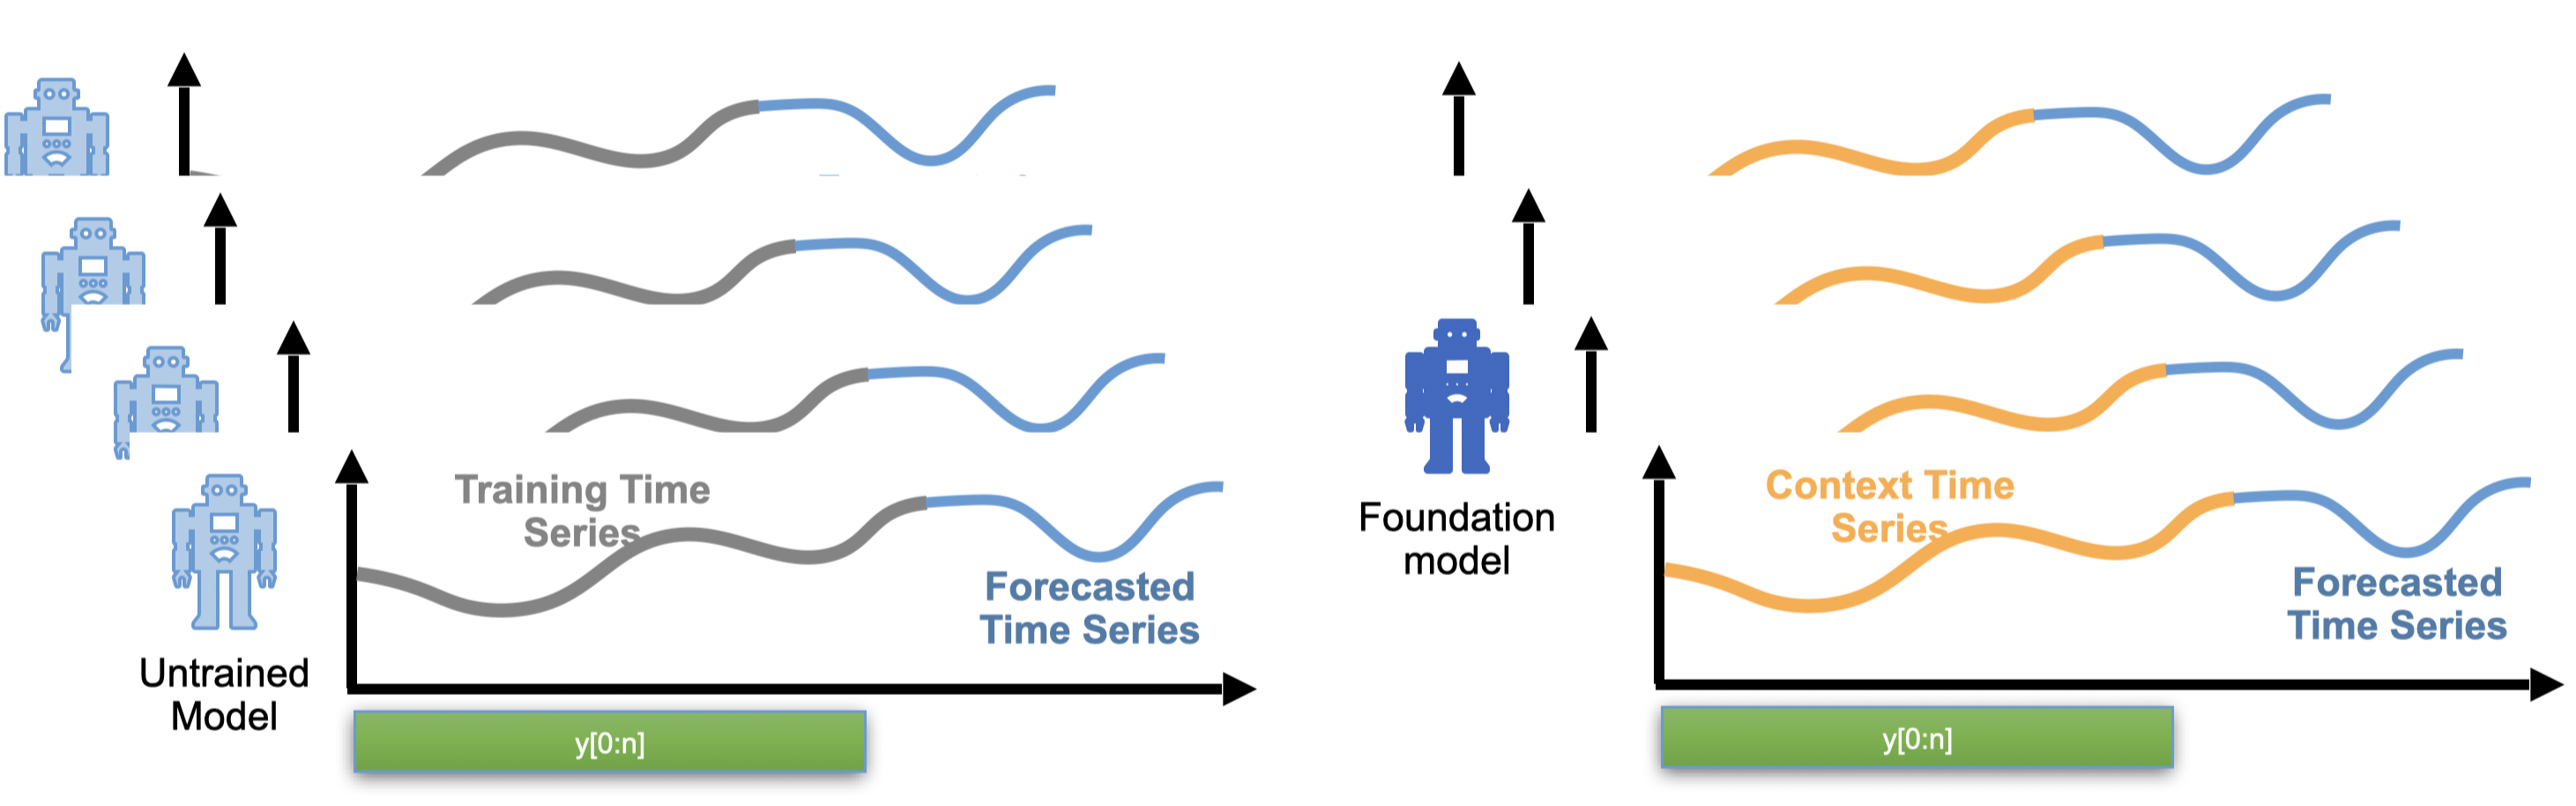 Training Time
Series
Forecasted
Time Series
Untrained
Model
y[0:n]
Context Time
Series
Foundation
model
Forecasted
Time Series
y[0:n]